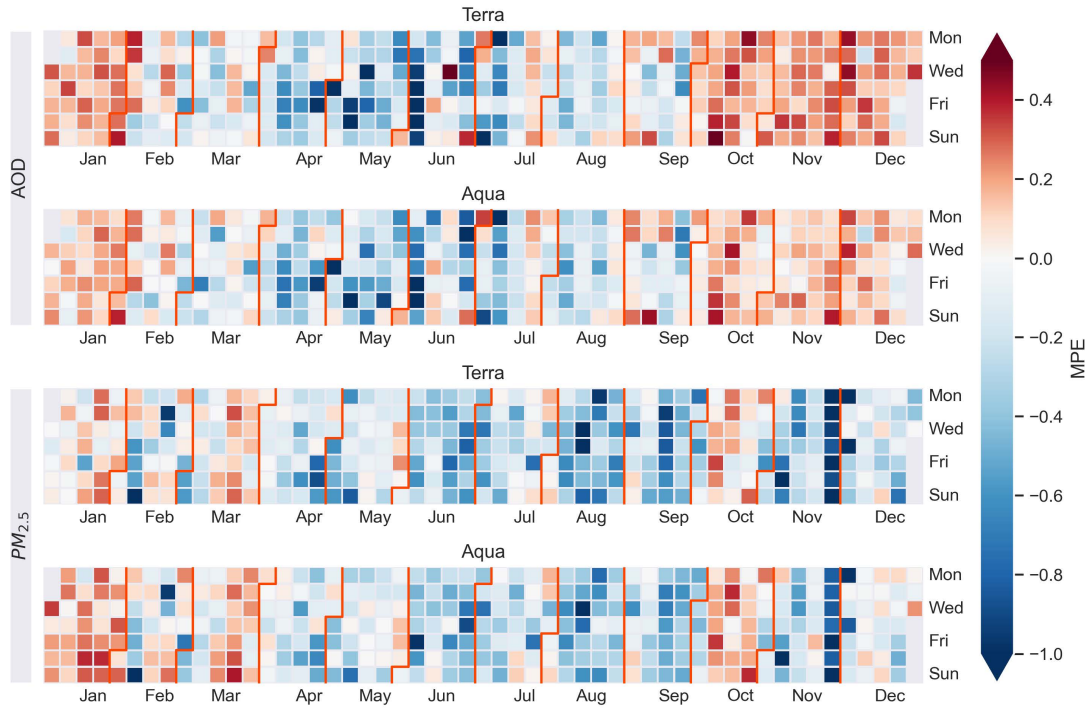 Terra
Mon
Wed
Fri
Sun
Jan Feb Mar Apr May Jun Jul Aug Sep Oct Nov Dec
AOD
Aqua
Mon
Wed
Fri
Sun
Jan Feb Mar Apr May Jun Jul Aug Sep Oct Nov Dec
Terra
Mon
Wed
Fri
Sun
Jan Feb Mar Apr May Jun Jul Aug Sep Oct Nov Dec
PM2.5
Aqua
Mon
Wed
Fri
Sun
Jan Feb Mar Apr May Jun Jul Aug Sep Oct Nov Dec
0.4
0.2
0.0
−0.2
−0.4
−0.6
−0.8
−1.0
MPE